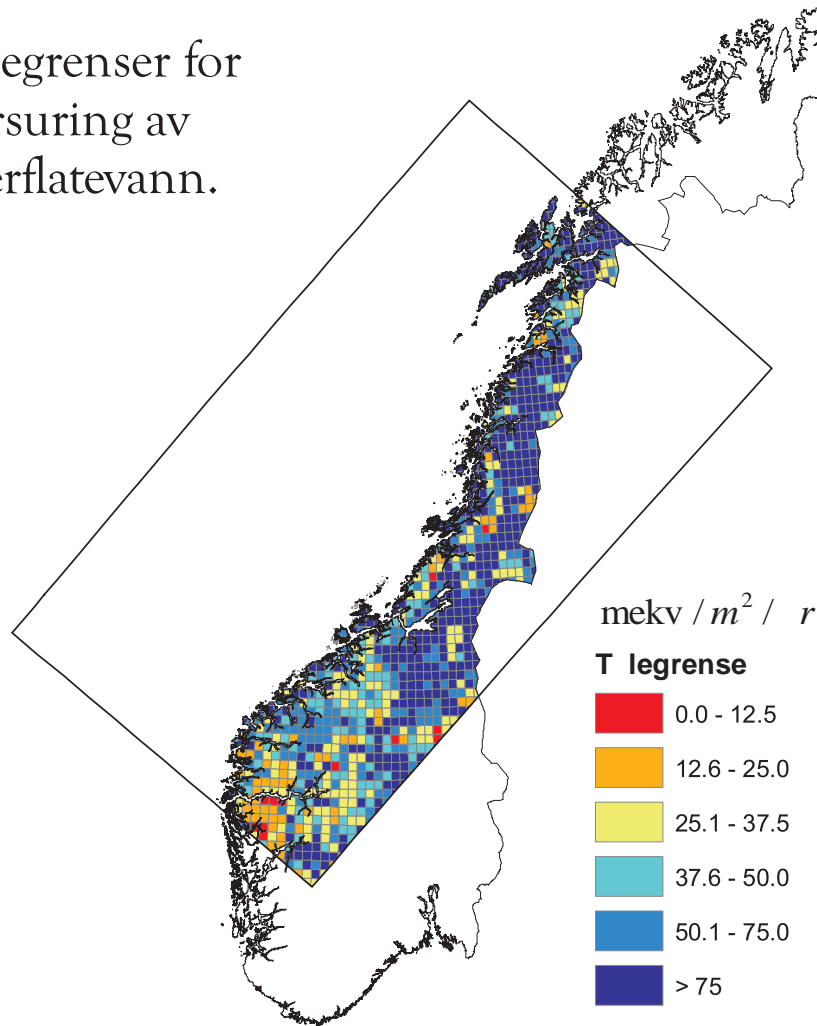 egrenser for
rsuring av
erflatevann.
mekv / m² / r
T legrense
0.0 - 12.5
12.6 - 25.0
25.1 - 37.5
37.6 - 50.0
50.1 - 75.0
> 75